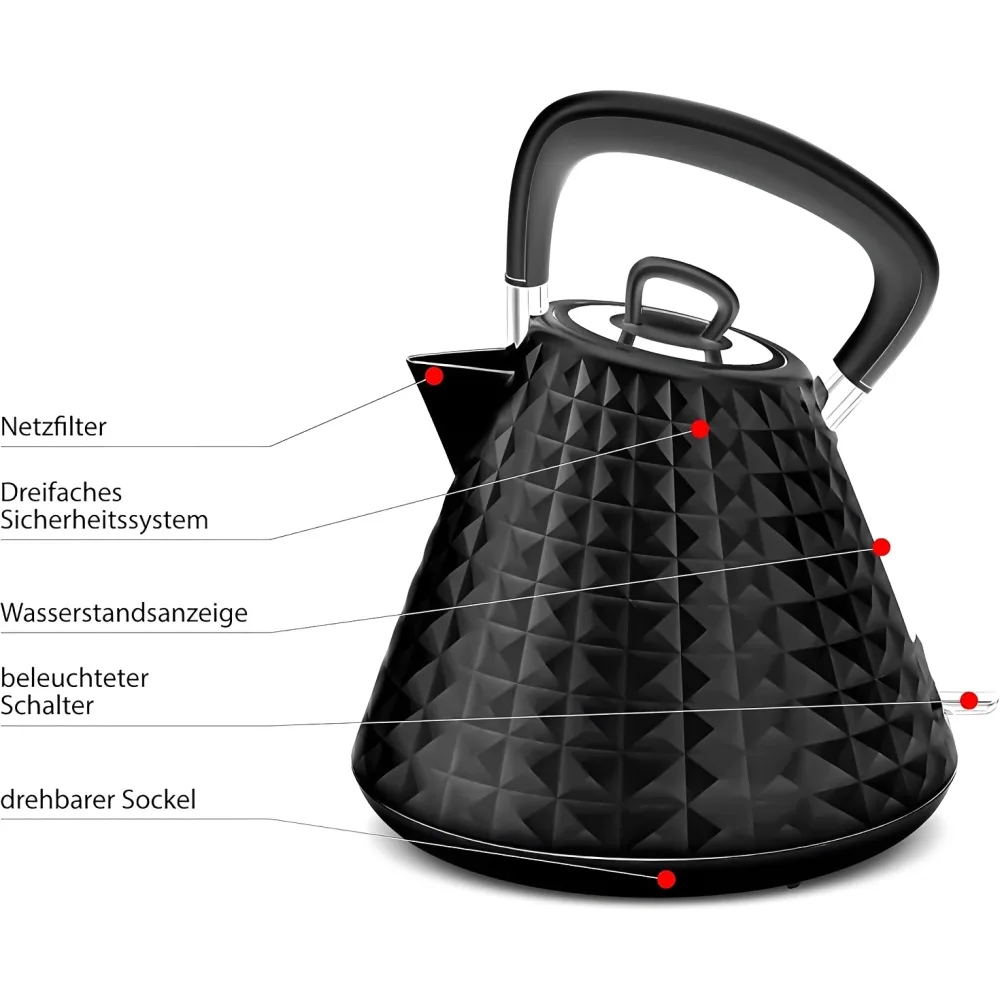 Netzfilter
Dreifaches
Sicherheitssystem
Wasserstandsanzeige
beleuchteter
Schalter
drehbarer Sockel